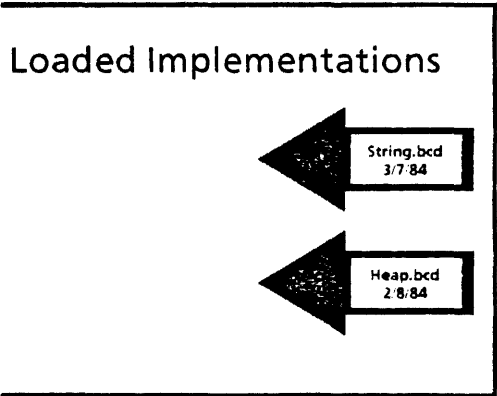 Loaded Implementations
String.bcd
3/7/84
Heap.bcd
2/8/84